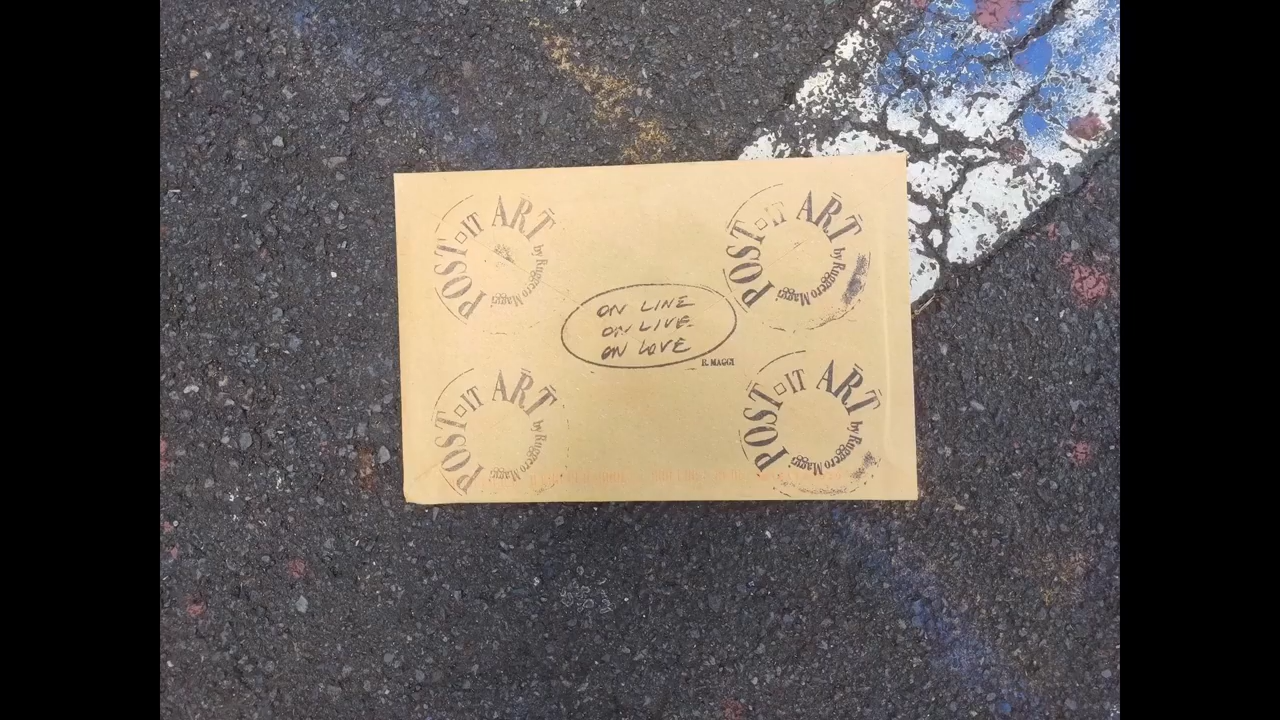 POST-IT ART by Ruggero Maggi
POST-IT ART by Ruggero Maggi
ON LINE
ON LIVE
ON LOVE
R. MAGGI
POST-IT ART by Ruggero Maggi
POST-IT ART by Ruggero Maggi